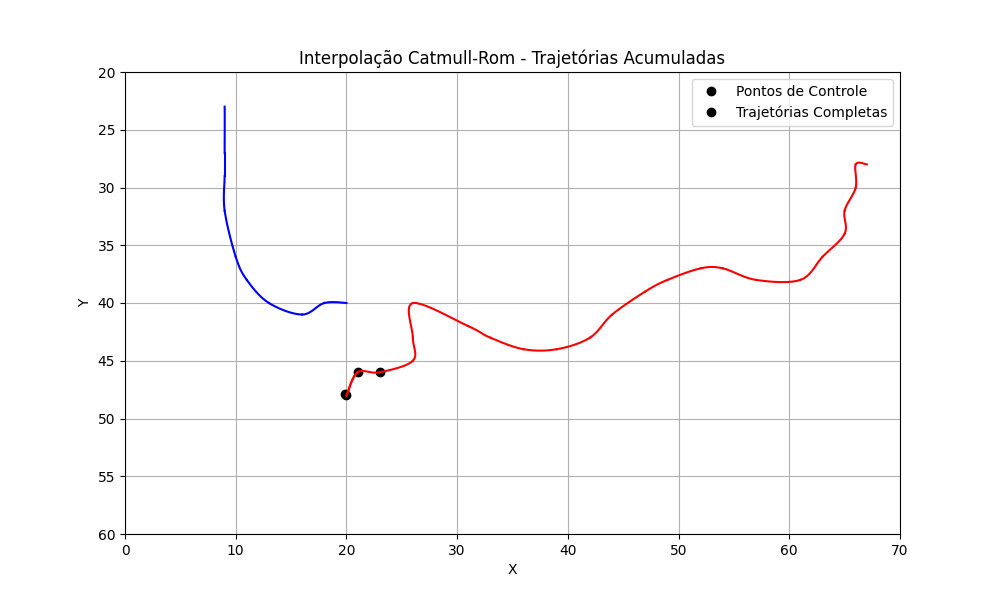 Interpolação Catmull-Rom - Trajetórias Acumuladas
Pontos de Controle
Trajetórias Completas
20
25
30
35
40
45
50
55
60
Y
0 10 20 30 40 50 60 70
X